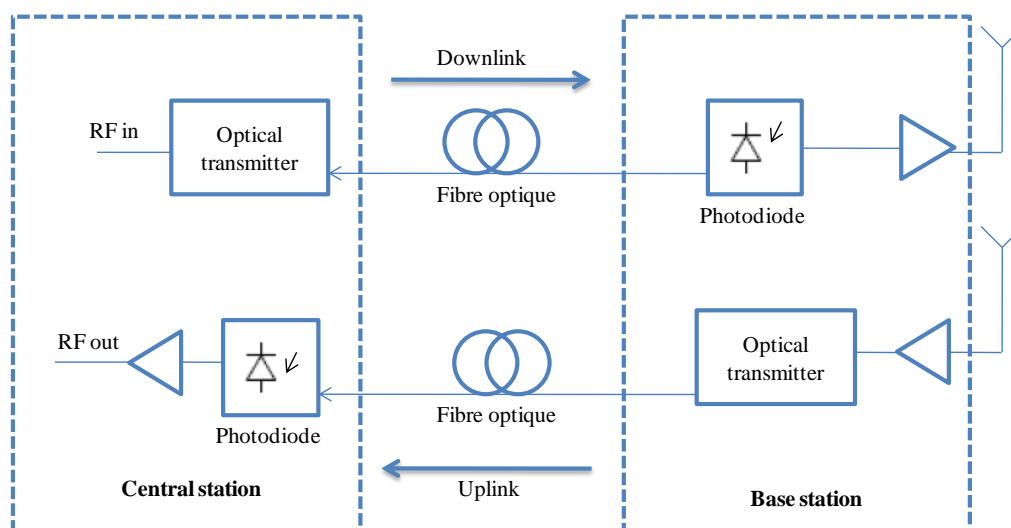 Downlink
RF in
Optical
transmitter
Fibre optique
Photodiode
RF out
Optical
transmitter
Fibre optique
Photodiode
Central station
Uplink
Base station